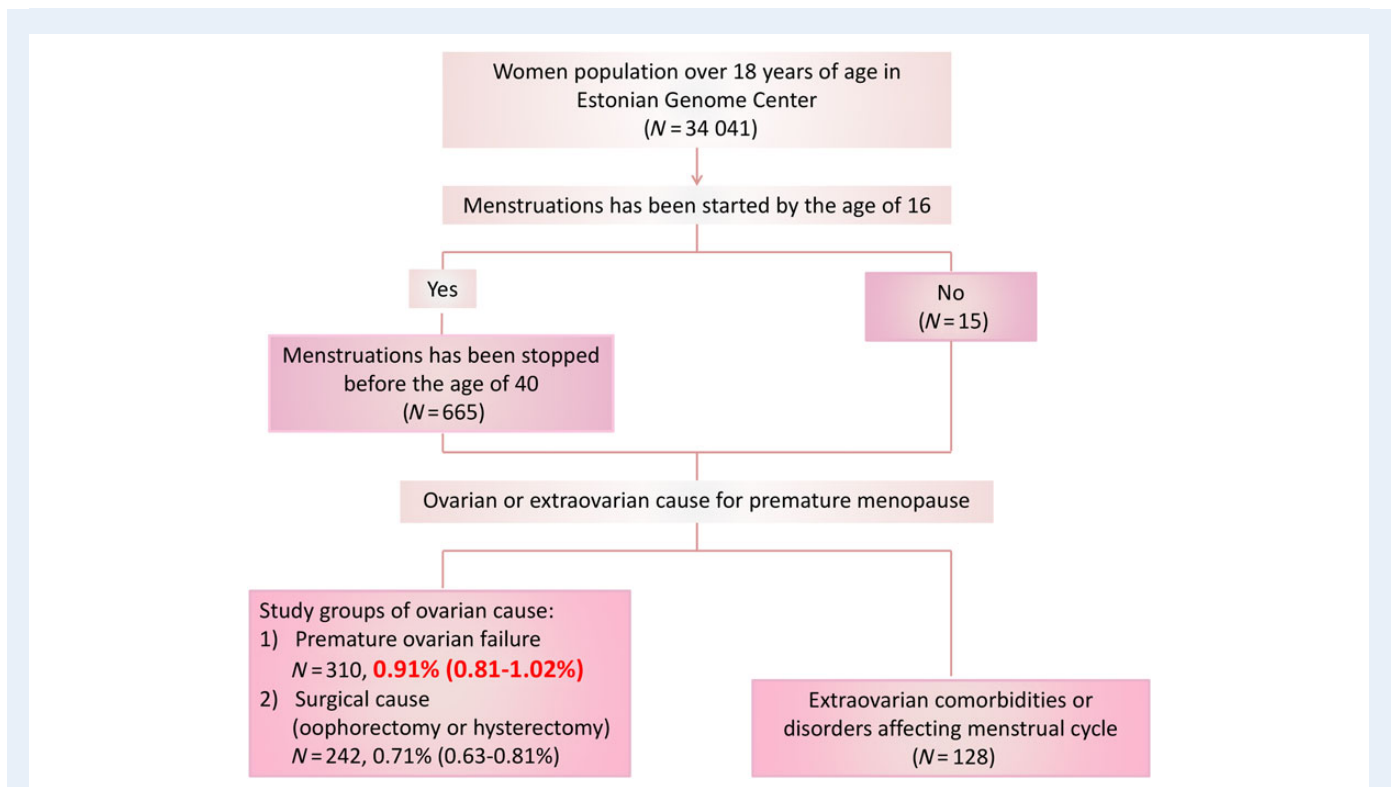 Women population over 18 years of age in
Estonian Genome Center
(N = 34 041)
Menstruations has been started by the age of 16
Yes
No
(N = 15)
Menstruations has been stopped
before the age of 40
(N = 665)
Ovarian or extraovarian cause for premature menopause
Study groups of ovarian cause:
1) Premature ovarian failure
N = 310, 0.91% (0.81-1.02%)
2) Surgical cause
(oophorectomy or hysterectomy)
N = 242, 0.71% (0.63-0.81%)
Extraovarian comorbidities or
disorders affecting menstrual cycle
(N = 128)